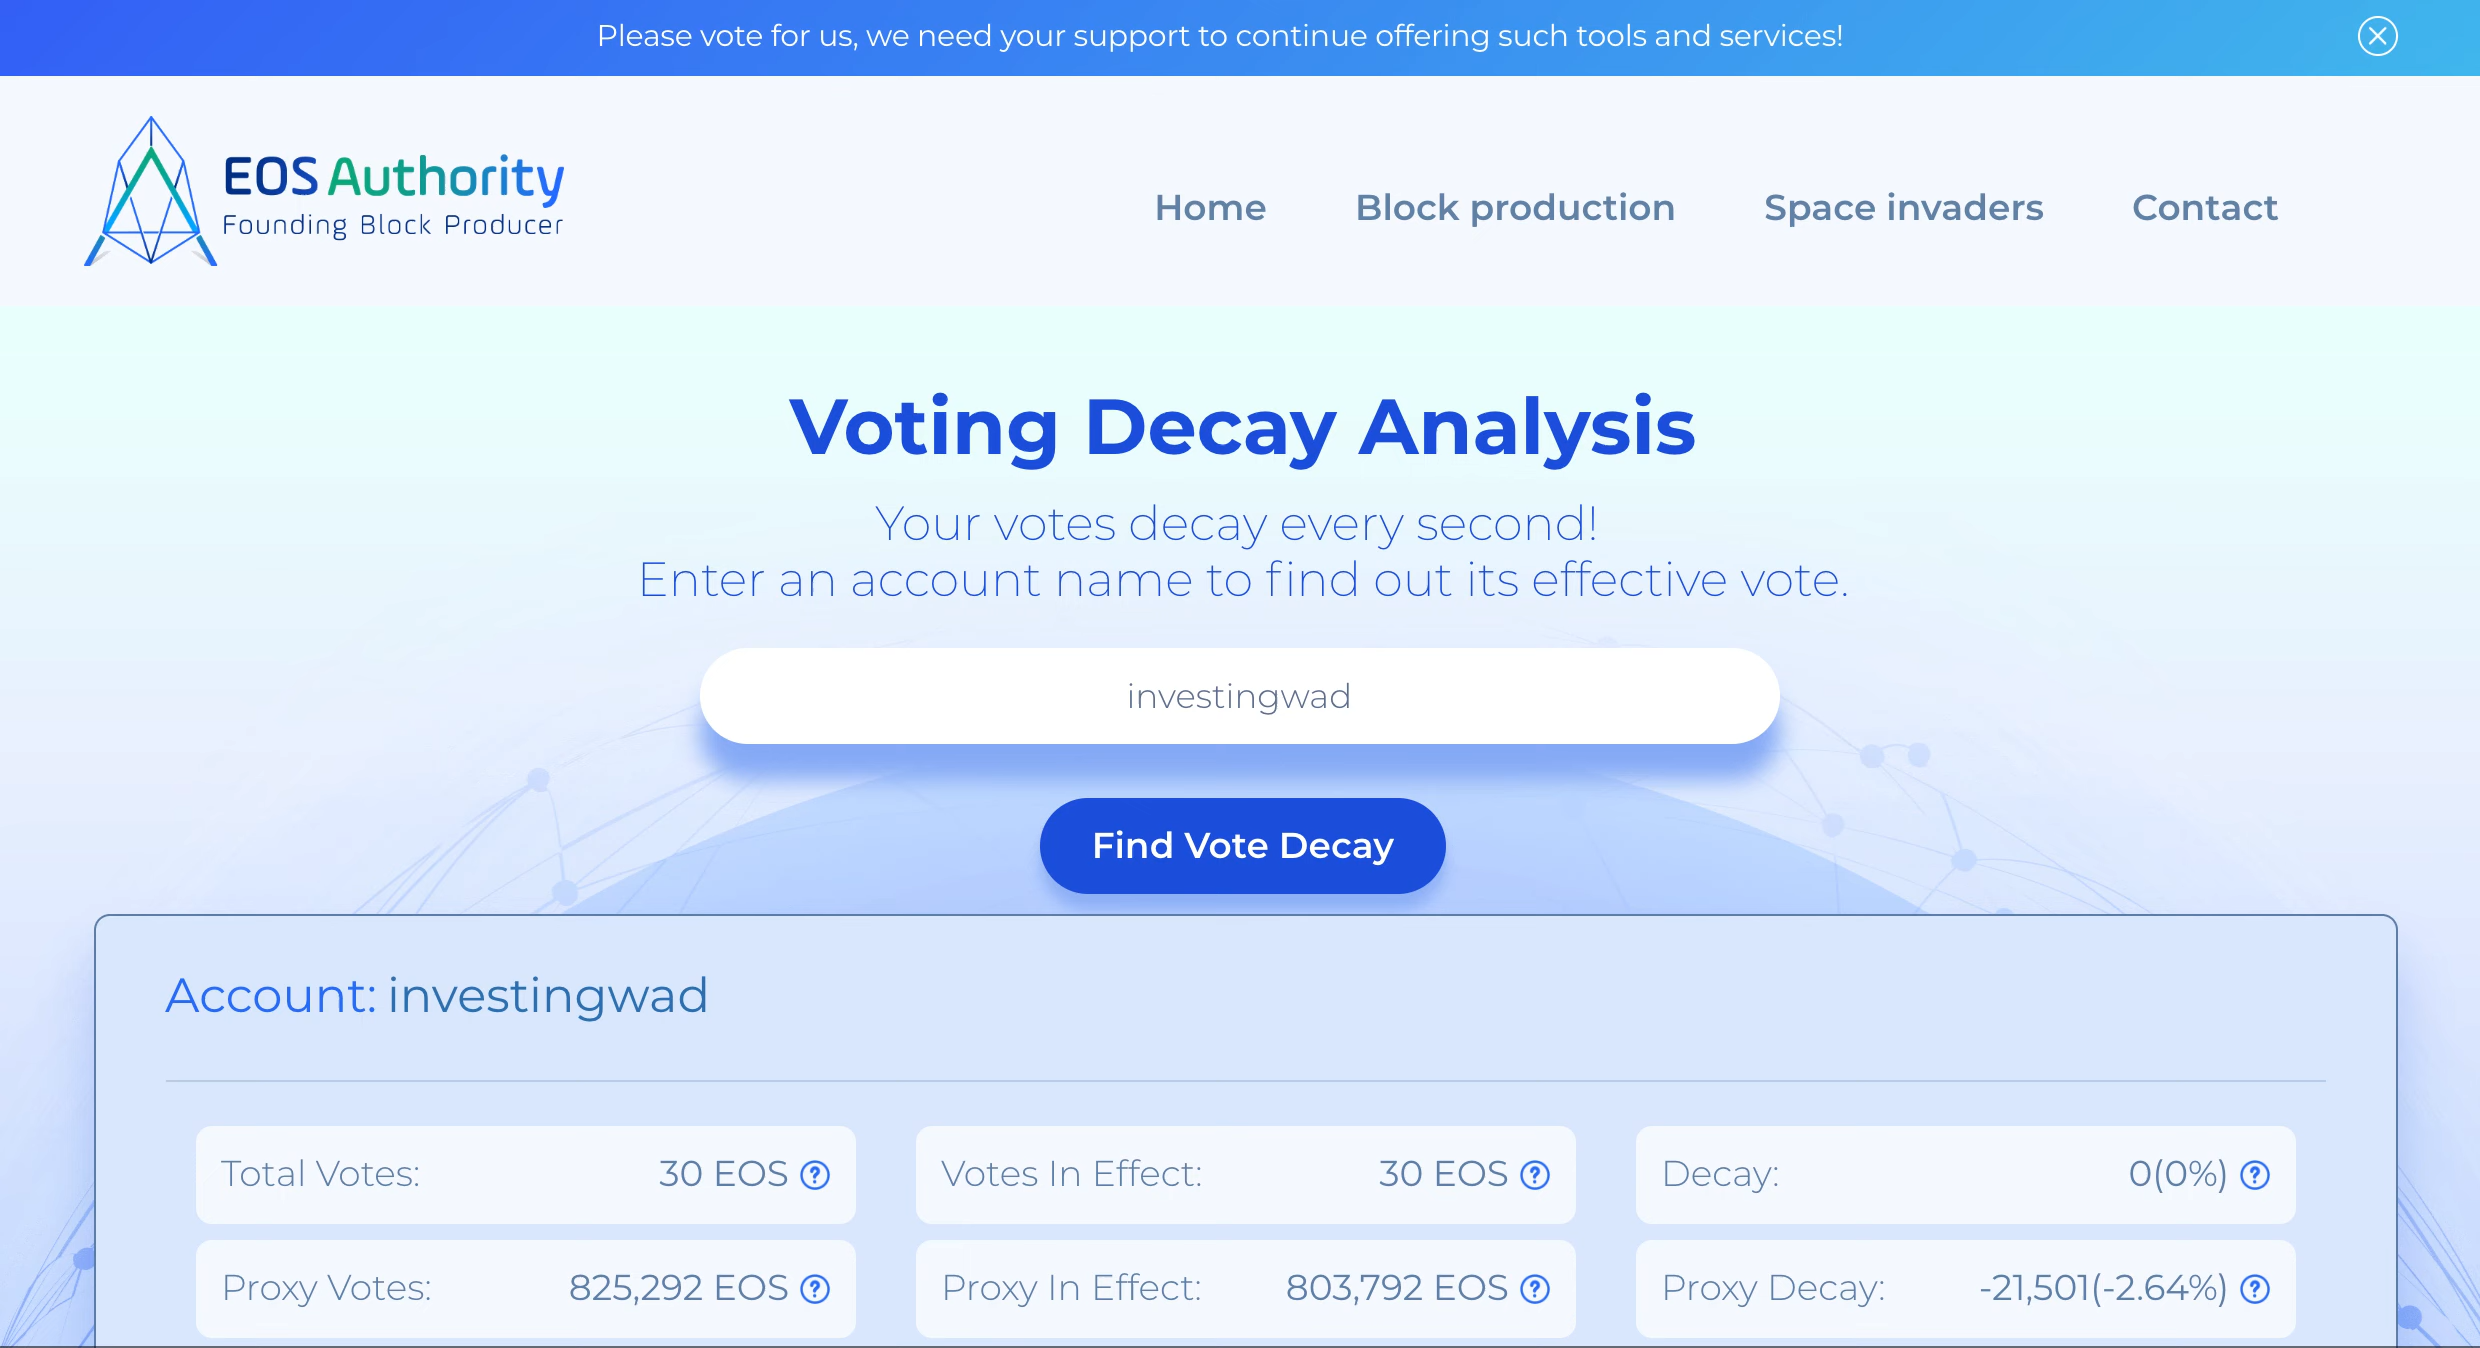 Please vote for us, we need your support to continue offering such tools and services!
EOS Authority
Founding Block Producer
Home Block production Space invaders Contact
Voting Decay Analysis
Your votes decay every second!
Enter an account name to find out its effective vote.
investingwad
Find Vote Decay
Account: investingwad
Total Votes: 30 EOS ? Votes In Effect: 30 EOS ? Decay: 0(0%) ?
Proxy Votes: 825,292 EOS ? Proxy In Effect: 803,792 EOS ? Proxy Decay: -21,501(-2.64%) ?